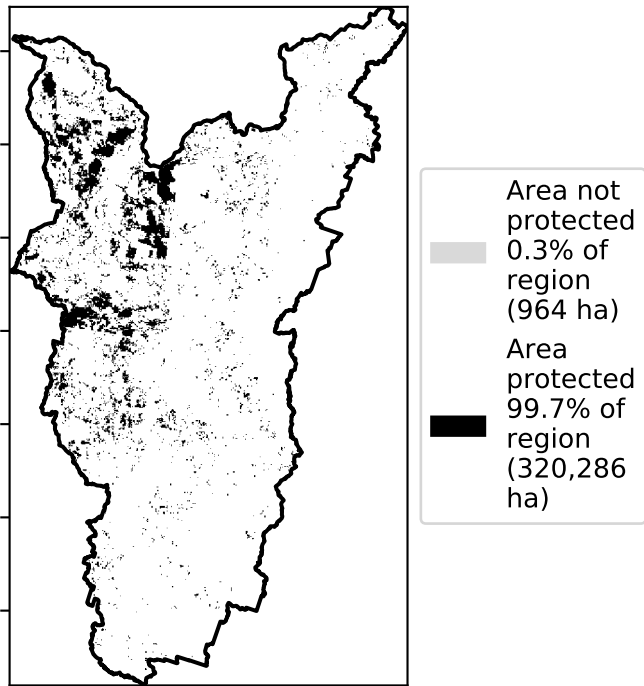 Area not
protected
0.3% of
region
(964 ha)
Area
protected
99.7% of
region
(320,286
ha)